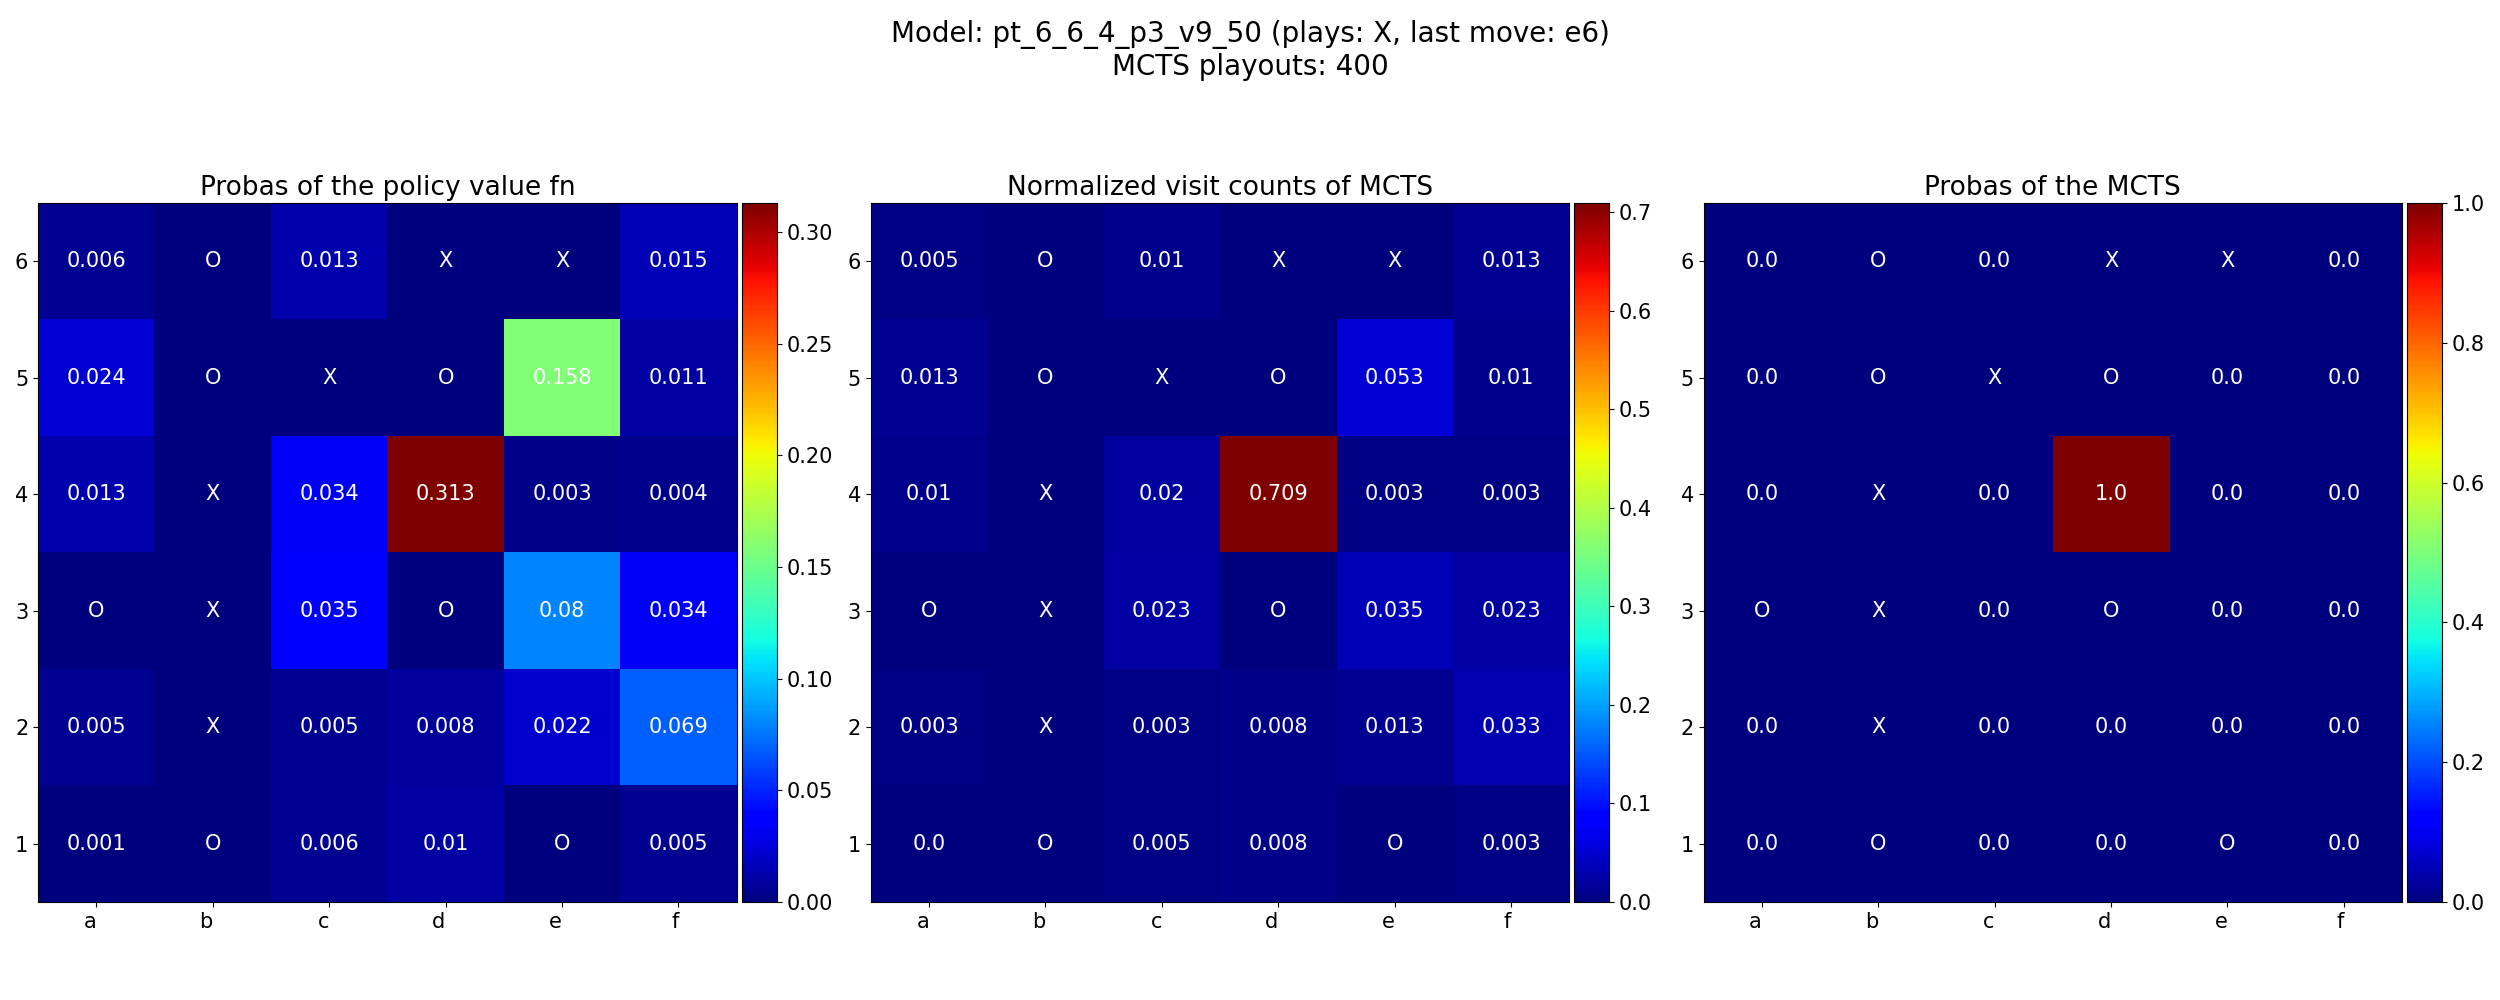 Model: pt_6_6_4_p3_v9_50 (plays: X, last move: e6)
MCTS playouts: 400
Probas of the policy value fn
6 0.006 O 0.013 X X 0.015
5 0.024 O X O 0.158 0.011
4 0.013 X 0.034 0.313 0.003 0.004
3 O X 0.035 O 0.08 0.034
2 0.005 X 0.005 0.008 0.022 0.069
1 0.001 O 0.006 0.01 O 0.005
a b c d e f
0.30
0.25
0.20
0.15
0.10
0.05
0.00
Normalized visit counts of MCTS
6 0.005 O 0.01 X X 0.013
5 0.013 O X O 0.053 0.01
4 0.01 X 0.02 0.709 0.003 0.003
3 O X 0.023 O 0.035 0.023
2 0.003 X 0.003 0.008 0.013 0.033
1 0.0 O 0.005 0.008 O 0.003
a b c d e f
0.7
0.6
0.5
0.4
0.3
0.2
0.1
0.0
Probas of the MCTS
6 0.0 O 0.0 X X 0.0
5 0.0 O X O 0.0 0.0
4 0.0 X 0.0 1.0 0.0 0.0
3 O X 0.0 O 0.0 0.0
2 0.0 X 0.0 0.0 0.0 0.0
1 0.0 O 0.0 0.0 O 0.0
a b c d e f
1.0
0.8
0.6
0.4
0.2
0.0